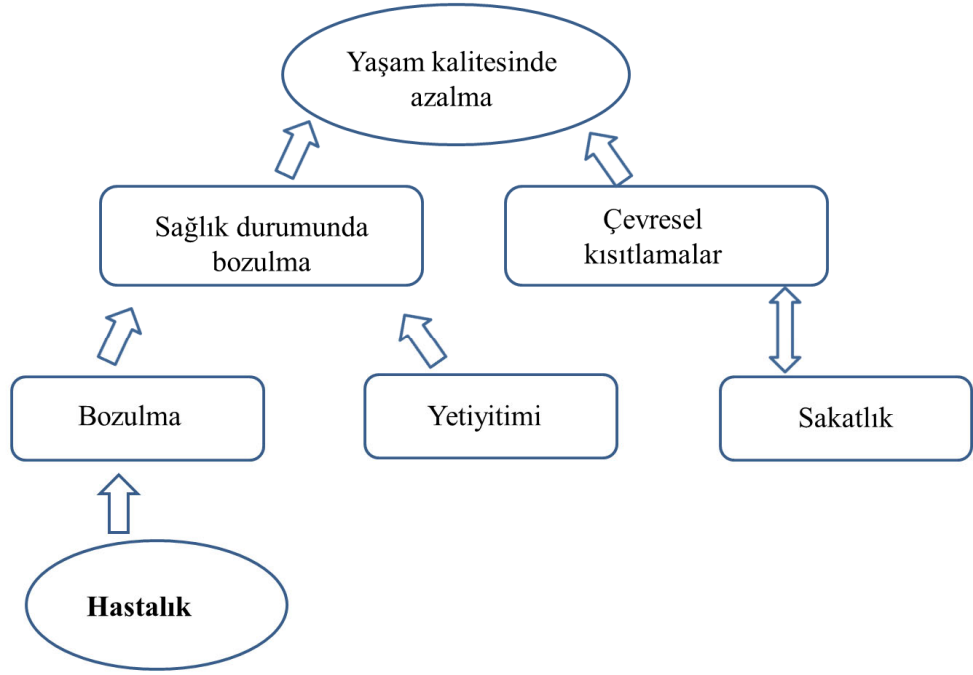 Yaşam kalitesinde
azalma
Sağlık durumunda
bozulma
Çevresel
kısıtlamalar
Bozulma
Yetiyitimi
Sakatlık
Hastalık